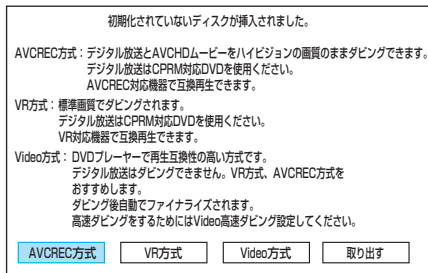 初期化されていないディスクが挿入されました。
AVCREC方式：デジタル放送とAVCHDムービーをハイビジョンの画質のままダビングできます。
デジタル放送はCPRM対応DVDを使用ください。
AVCREC対応機器で互換再生できます。
VR方式：標準画質でダビングされます。
デジタル放送はCPRM対応DVDを使用ください。
VR対応機器で互換再生できます。
Video方式：DVDプレーヤーで再生互換性の高い方式です。
デジタル放送はダビングできません。VR方式、AVCREC方式を
おすすめします。
ダビング後自動でファイナライズされます。
高速ダビングをするためにはVideo高速ダビング設定してください。
AVCREC方式 VR方式 Video方式 取り出す